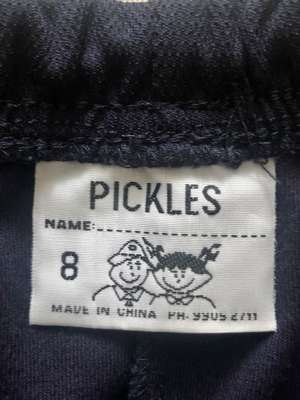 PICKLES
NAME:
8
MADE IN CHINA PH: 9905 2711